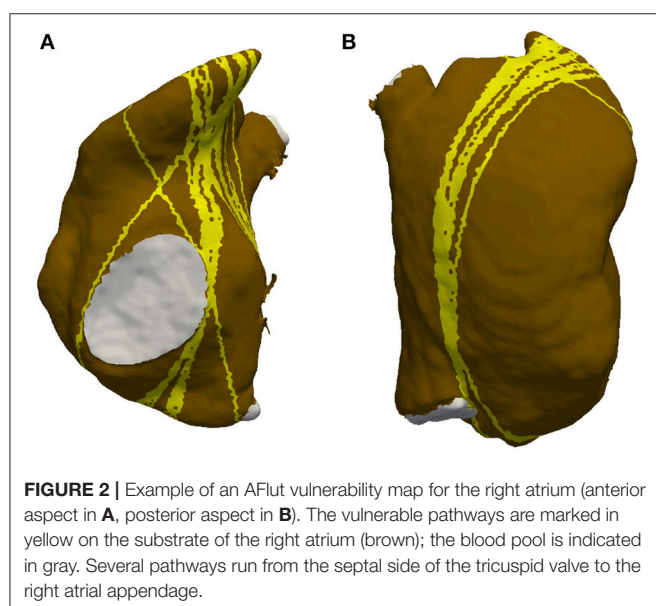 A
B
FIGURE 2 | Example of an AFlut vulnerability map for the right atrium (anterior
aspect in A, posterior aspect in B). The vulnerable pathways are marked in
yellow on the substrate of the right atrium (brown); the blood pool is indicated
in gray. Several pathways run from the septal side of the tricuspid valve to the
right atrial appendage.